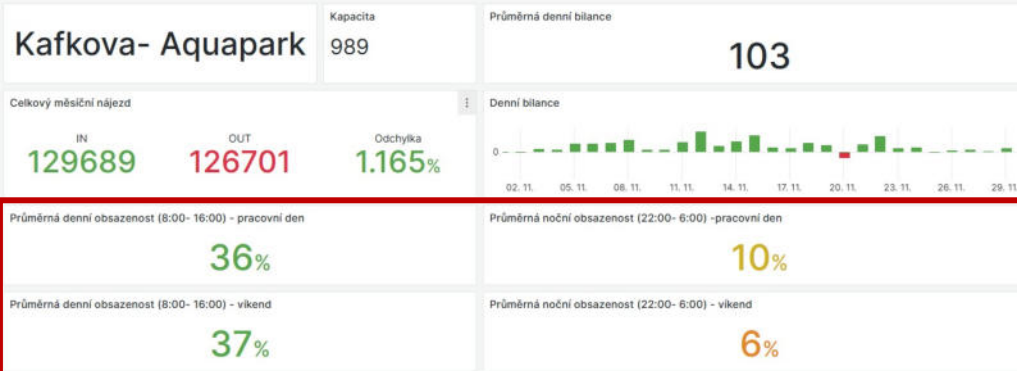 Kafkova- Aquapark
Kapacita
989
Průměrná denní bilance
103
Celkový měsíční nájezd
IN
129689
OUT
126701
Odchylka
1.165%
Denní bilance
0
02. 11. 05. 11. 08. 11. 11. 11. 14. 11. 17. 11. 20. 11. 23. 11. 26. 11. 29. 11.
Průměrná denní obsazenost (8:00- 16:00) - pracovní den
36%
Průměrná noční obsazenost (22:00- 6:00) -pracovní den
10%
Průměrná denní obsazenost (8:00- 16:00) - víkend
37%
Průměrná noční obsazenost (22:00- 6:00) - víkend
6%